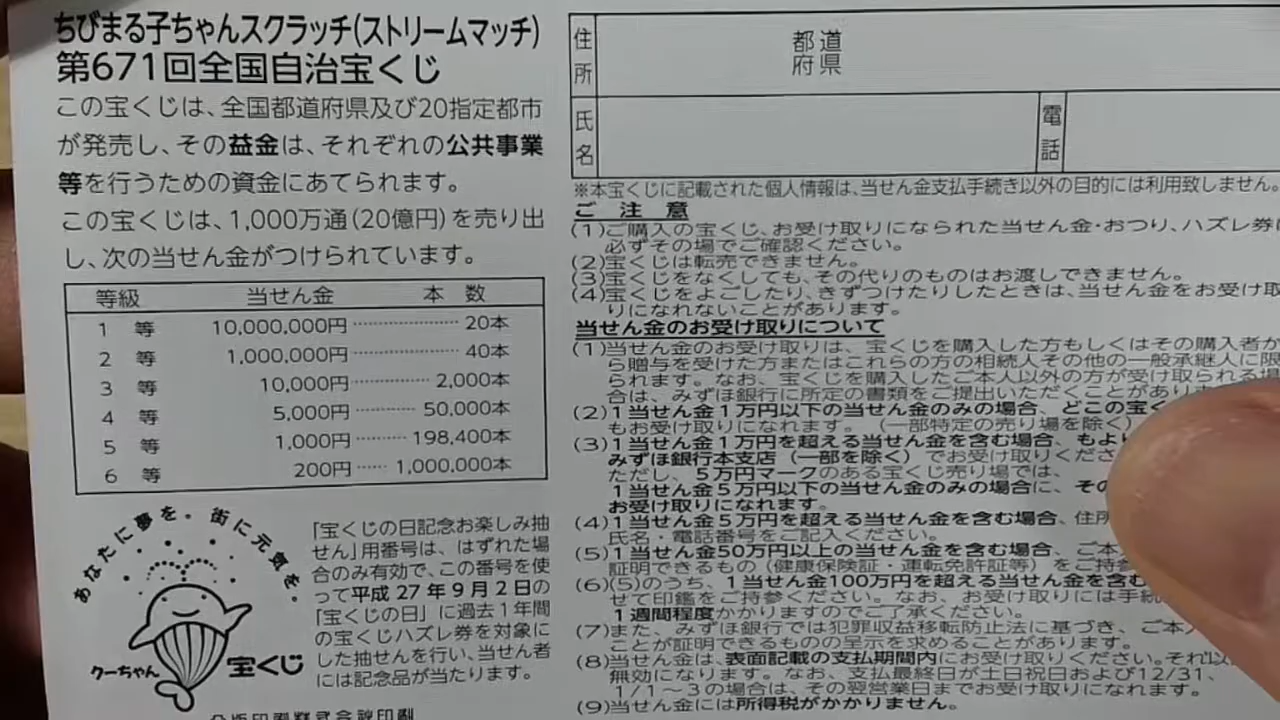 ちびまる子ちゃんスクラッチ(ストリームマッチ)
第671回全国自治宝くじ
この宝くじは、全国都道府県及び20指定都市
が発売し、その益金は、それぞれの公共事業
等を行うための資金にあてられます。
この宝くじは、1,000万通(20億円)を売り出
し、次の当せん金がつけられています。
等級 当せん金 本数
1等 10,000,000円 ………… 20本
2等 1,000,000円 ………… 40本
3等 10,000円 ………… 2,000本
4等 5,000円 ……… 50,000本
5等 1,000円 ……… 198,400本
6等 200円 …… 1,000,000本
あなたに夢を。街に元気を。
クーちゃん 宝くじ
「宝くじの日記念お楽しみ抽
せん」用番号は、はずれた場
合のみ有効で、この番号を使
って平成27年9月2日の
「宝くじの日」に過去1年間
の宝くじハズレ券を対象に
した抽せんを行い、当せん者
には記念品が当たります。
住所 都道府県
氏名 電話
※本宝くじに記載された個人情報は、当せん金支払手続き以外の目的には利用致しません。
ご注意
(1)ご購入の宝くじ、お受け取りになられた当せん金・おつり、ハズレ券は
必ずその場でご確認ください。
(2)宝くじは転売できません。
(3)宝くじをなくしても、その代りのものはお渡しできません。
(4)宝くじをよごしたり、きずつけたりしたときは、当せん金をお受け取
りになれないことがあります。
当せん金のお受け取りについて
(1)当せん金のお受け取りは、宝くじを購入した方もしくはその購入者か
ら贈与を受けた方またはこれらの方の相続人その他の一般承継人に限
られます。なお、宝くじを購入したご本人以外の方が受け取られる場
合は、みずほ銀行に所定の書類をご提出いただくことがあり
(2)1当せん金1万円以下の当せん金のみの場合、どこの宝く
もお受け取りになれます。(一部特定の売り場を除く)
(3)1当せん金1万円を超える当せん金を含む場合、もより
みずほ銀行本支店(一部を除く)でお受け取りくださ
ただし、5万円マークのある宝くじ売り場では、
1当せん金5万円以下の当せん金のみの場合に、その
お受け取りになれます。
(4)1当せん金5万円を超える当せん金を含む場合、住所
氏名・電話番号をご記入ください。
(5)1当せん金50万円以上の当せん金を含む場合、ご本
証明できるもの(健康保険証・運転免許証等)をご持参
(6)(5)のうち、1当せん金100万円を超える当せん金を含む
せて印鑑をご持参ください。なお、お受け取りには手続
1週間程度かかりますのでご了承ください。
(7)また、みずほ銀行では犯罪収益移転防止法に基づき、ご本人
ことが証明できるものの呈示を求めることがあります。
(8)当せん金は、表面記載の支払期間内にお受け取りください。それ以
無効になります。なお、支払最終日が土日祝日および12/31、
1/1～3の場合は、その翌営業日までお受け取りになれます。
(9)当せん金には所得税がかかりません。